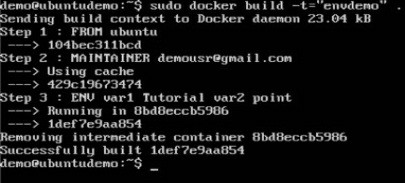 demo@ubuntudemo:~$ sudo docker build -t="envdemo" .
Sending build context to Docker daemon 23.04 kB
Step 1 : FROM ubuntu
 ---> 104bec311bcd
Step 2 : MAINTAINER demousr@gmail.com
 ---> Using cache
 ---> 429c19673474
Step 3 : ENV var1 Tutorial var2 point
 ---> Running in 8bd8eccb5986
 ---> 1def7e9aa854
Removing intermediate container 8bd8eccb5986
Successfully built 1def7e9aa854
demo@ubuntudemo:~$ _